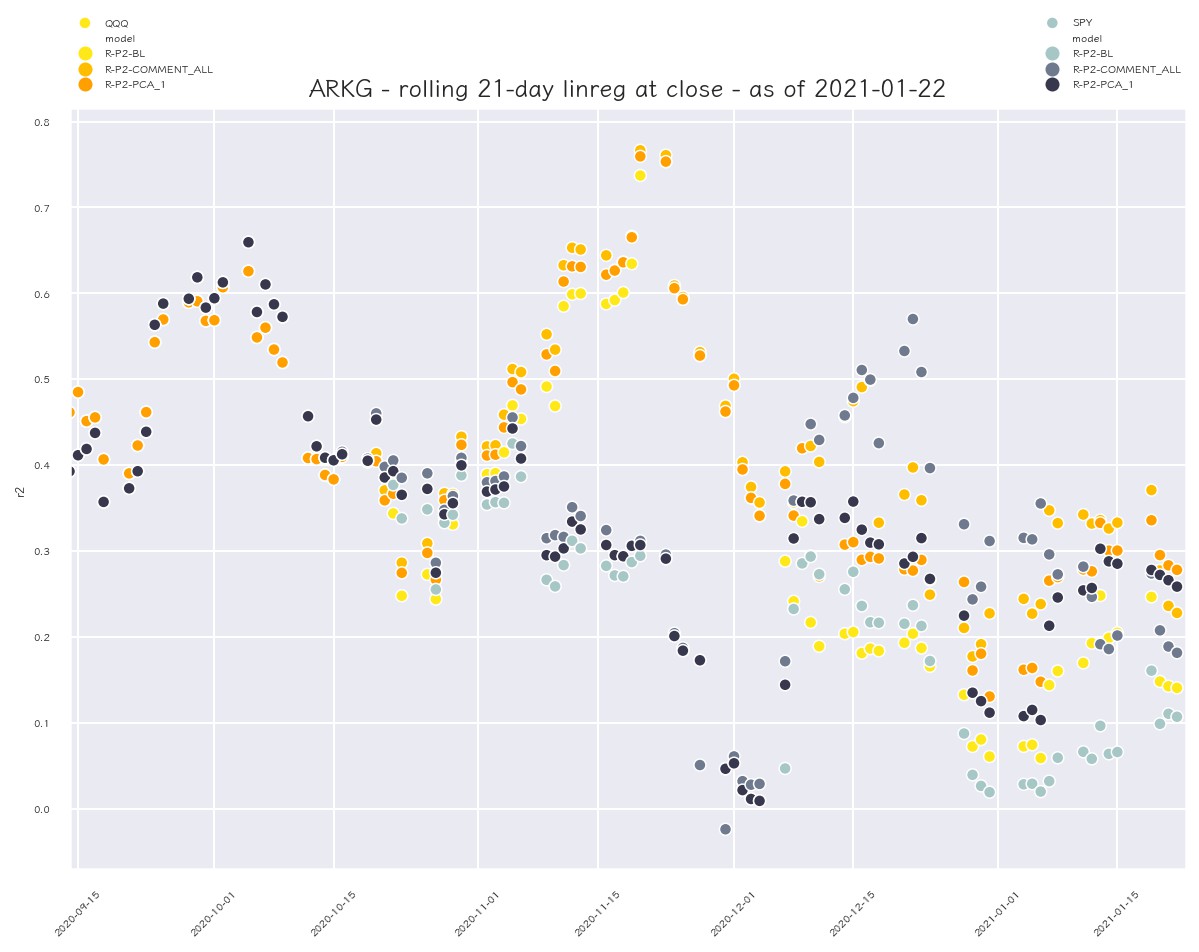 QQQ
model
R-P2-BL
R-P2-COMMENT_ALL
R-P2-PCA_1
SPY
model
R-P2-BL
R-P2-COMMENT_ALL
R-P2-PCA_1
ARKG - rolling 21-day linreg at close - as of 2021-01-22
0.8
0.7
0.6
0.5
0.4
0.3
0.2
0.1
0.0
r2
2020-09-15
2020-10-01
2020-10-15
2020-11-01
2020-11-15
2020-12-01
2020-12-15
2021-01-01
2021-01-15